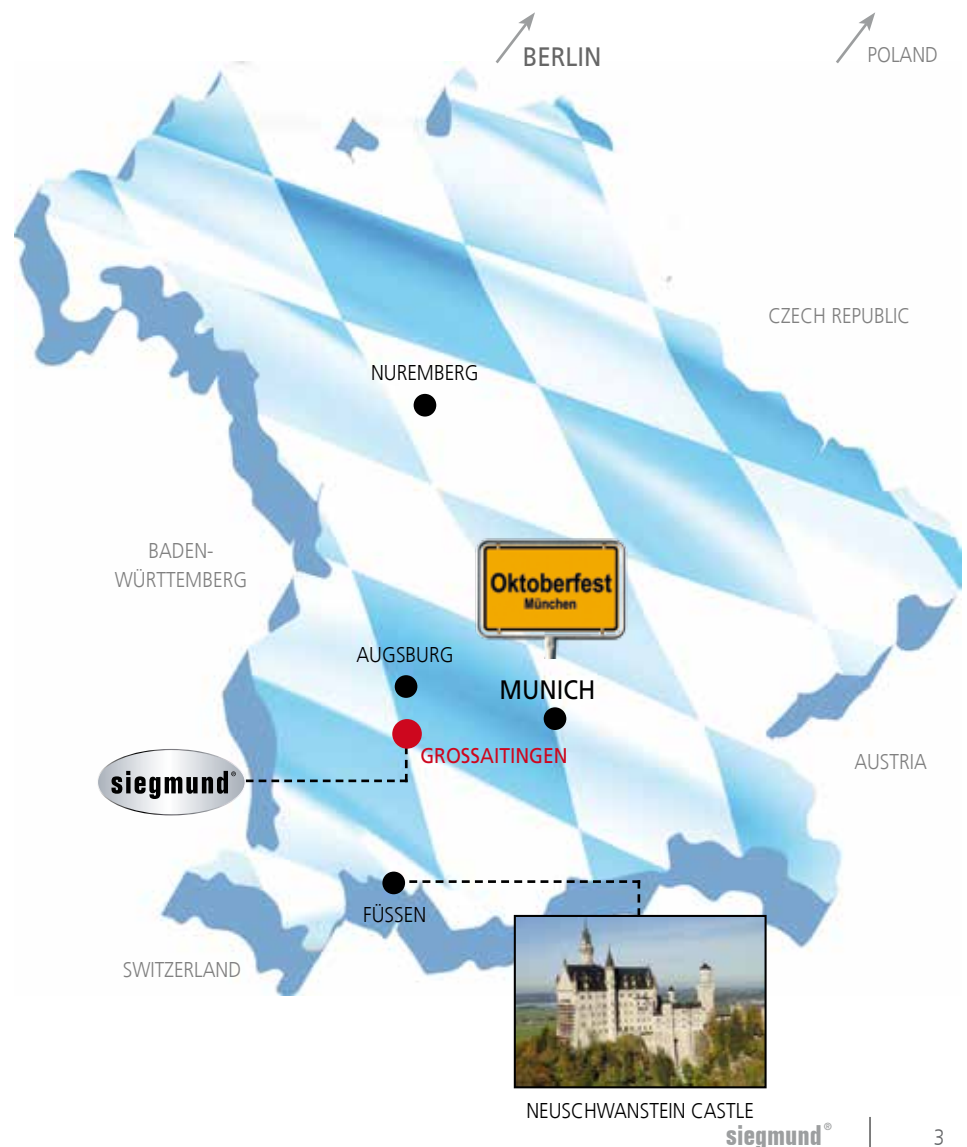 BERLIN
POLAND
CZECH REPUBLIC
NUREMBERG
BADEN-
WÜRTTEMBERG
Oktoberfest
München
AUGSBURG
MUNICH
GROSSAITINGEN
AUSTRIA
siegmund®
FÜSSEN
SWITZERLAND
NEUSCHWANSTEIN CASTLE
siegmund® 3